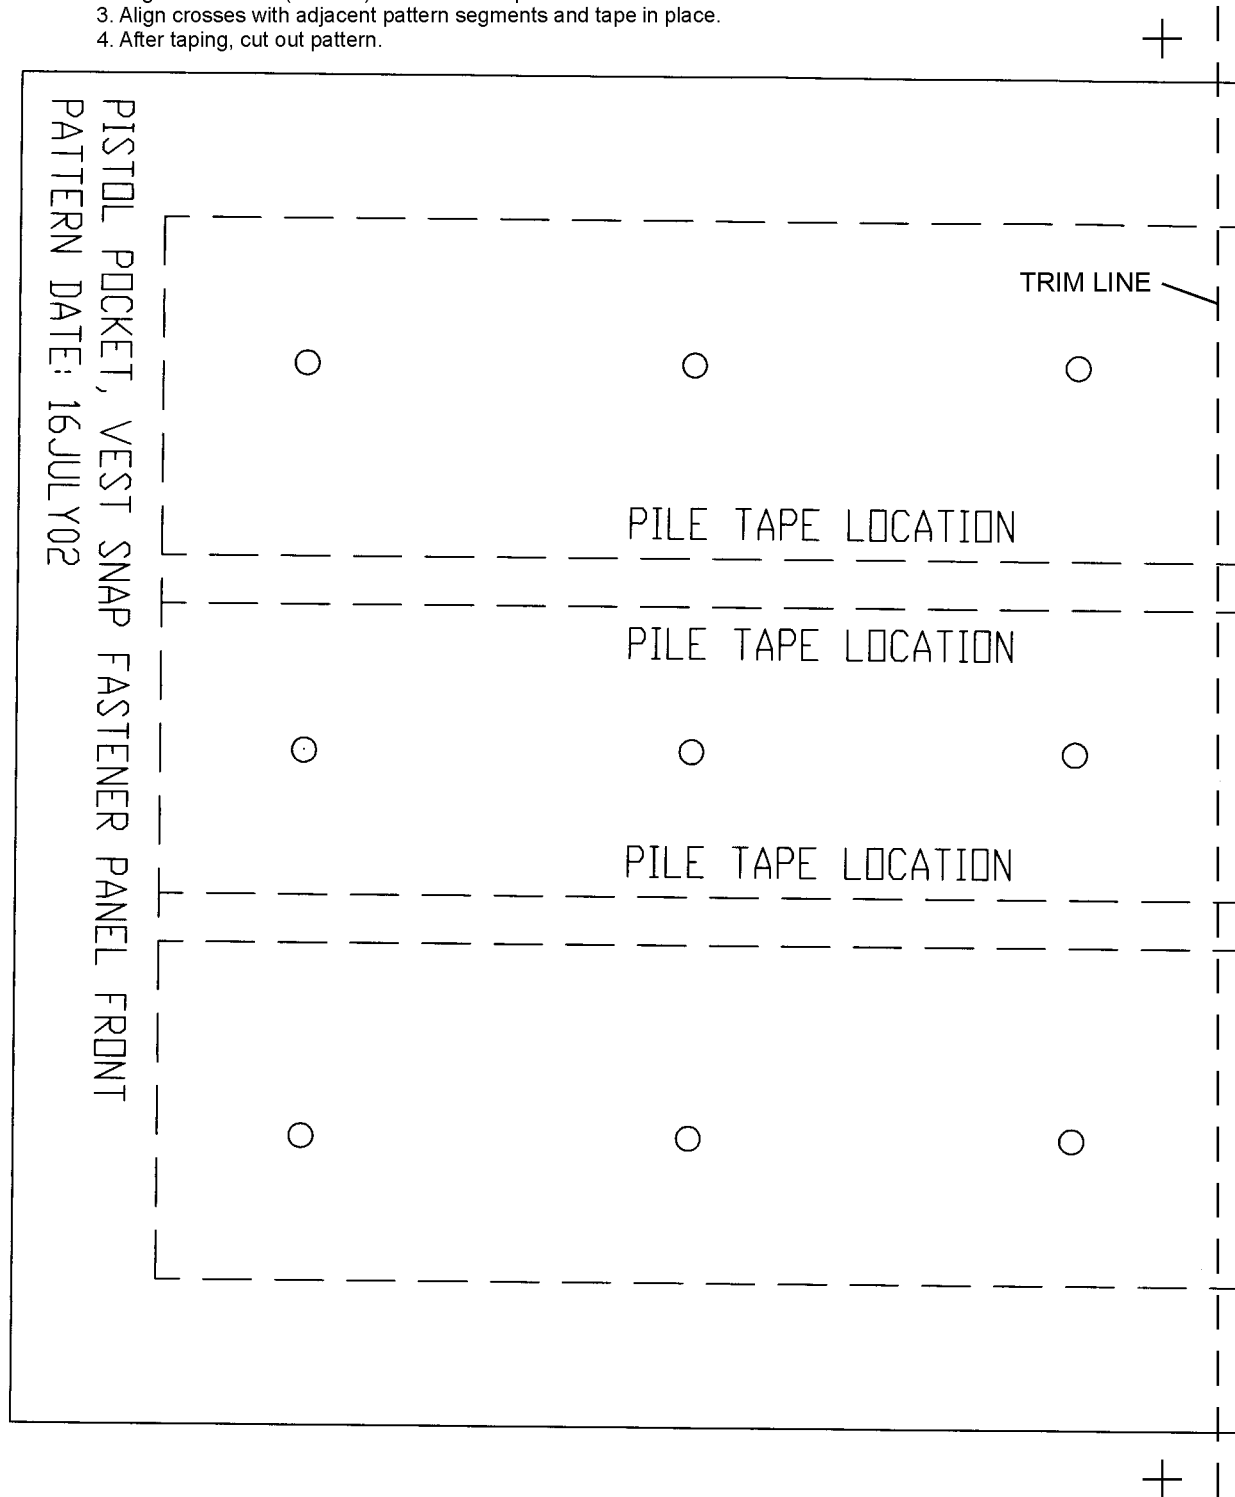 3. Align crosses with adjacent pattern segments and tape in place.
4. After taping, cut out pattern.
PISTOL POCKET, VEST SNAP FASTENER PANEL FRONT
PATTERN DATE: 16JULY02
TRIM LINE
PILE TAPE LOCATION
PILE TAPE LOCATION
PILE TAPE LOCATION